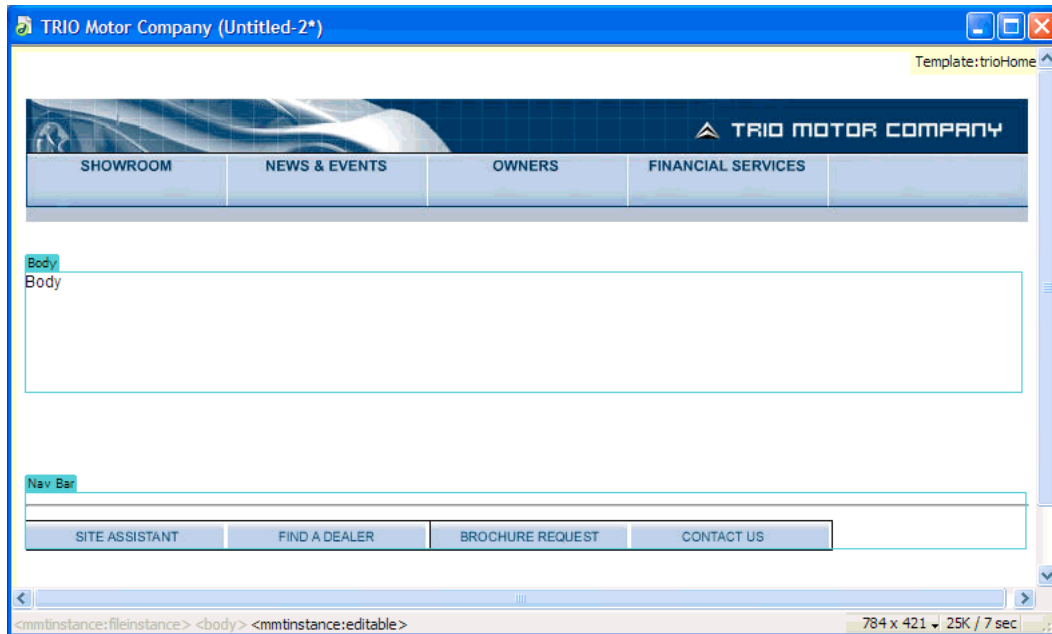 TRIO Motor Company (Untitled-2*)
Template:trioHome
TRIO MOTOR COMPANY
SHOWROOM NEWS & EVENTS OWNERS FINANCIAL SERVICES
Body
Body
Nav Bar
SITE ASSISTANT FIND A DEALER BROCHURE REQUEST CONTACT US
<mmtinstance:fileinstance> <body> <mmtinstance:editable> 784 x 421 25K / 7 sec